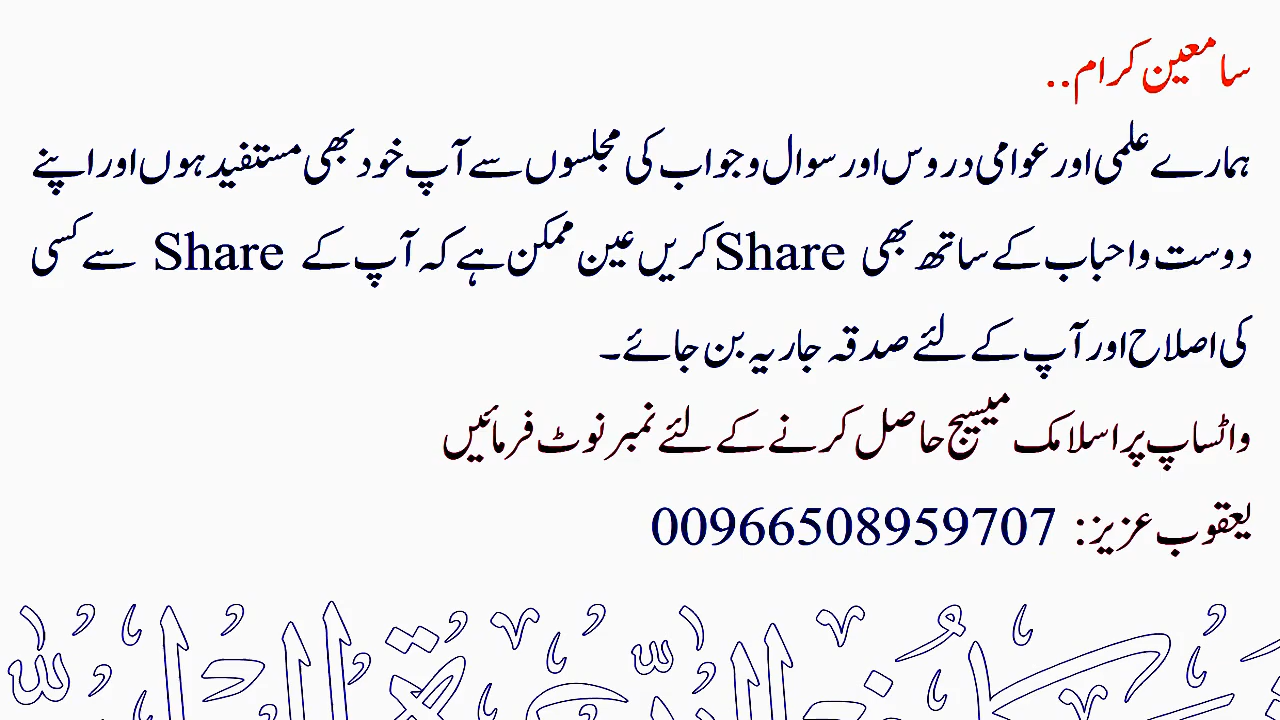 سامعین کرام..
ہمارے علمی اور عوامی دروس اور سوال وجواب کی مجلسوں سے آپ خود بھی مستفید ہوں اور اپنے
دوست واحباب کے ساتھ بھی Share کریں عین ممکن ہے کہ آپ کے Share سے کسی
کی اصلاح اور آپ کے لئے صدقہ جاریہ بن جائے۔
واٹساپ پر اسلامک میسیج حاصل کرنے کے لئے نمبر نوٹ فرمائیں
یعقوب عزیز: 00966508959707